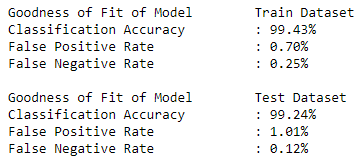 Goodness of Fit of Model Train Dataset
Classification Accuracy : 99.43%
False Positive Rate : 0.70%
False Negative Rate : 0.25%
Goodness of Fit of Model Test Dataset
Classification Accuracy : 99.24%
False Positive Rate : 1.01%
False Negative Rate : 0.12%